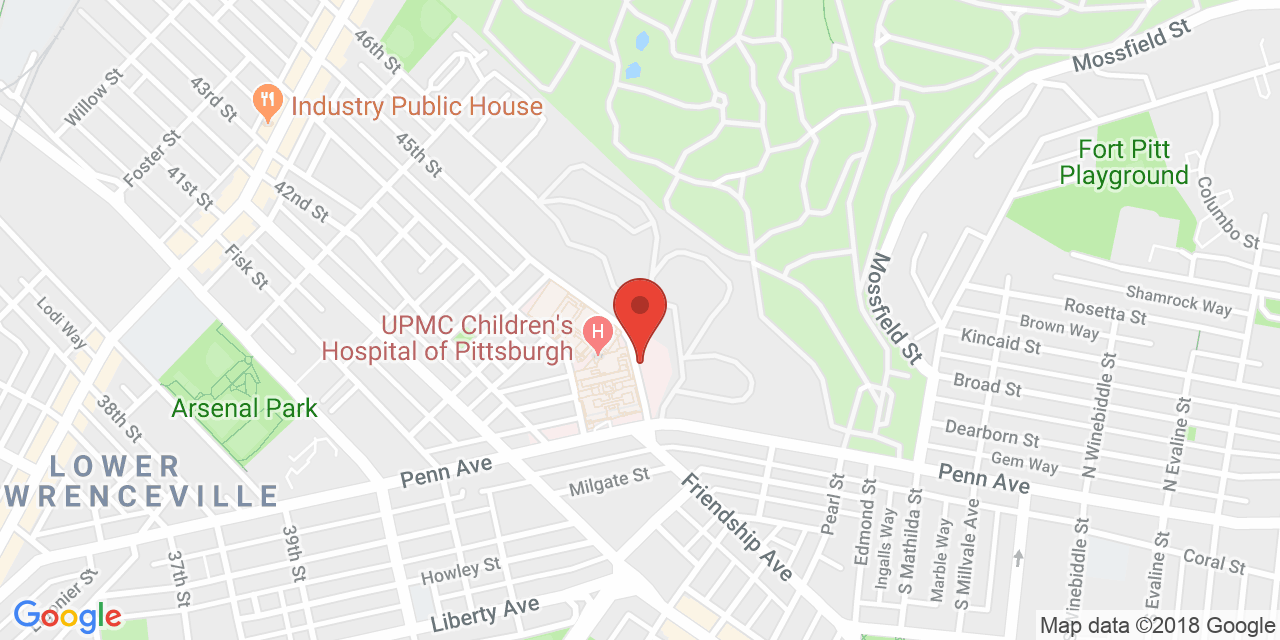 46th St
Mossfield St
Willow St
43rd St
Industry Public House
45th St
Foster St
Fort Pitt
Playground
41st St
42nd St
Columbo St
Fisk St
Mossfield St
Shamrock Way
Rosetta St
Brown Way
Kincaid St
Lodi Way
UPMC Children's
Hospital of Pittsburgh
H
Broad St
N Winebiddle St
N Evaline St
Arsenal Park
38th St
Dearborn St
Gem Way
LOWER
WRENCEVILLE
Penn Ave
Milgate St
Penn Ave
Friendship Ave
Pearl St
Edmond St
Ingalls Way
S Mathilda St
Marble Way
S Millvale Ave
39th St
37th St
Howley St
Coral St
Winebiddle St
S Evaline St
Liberty Ave
Google
Map data ©2018 Google